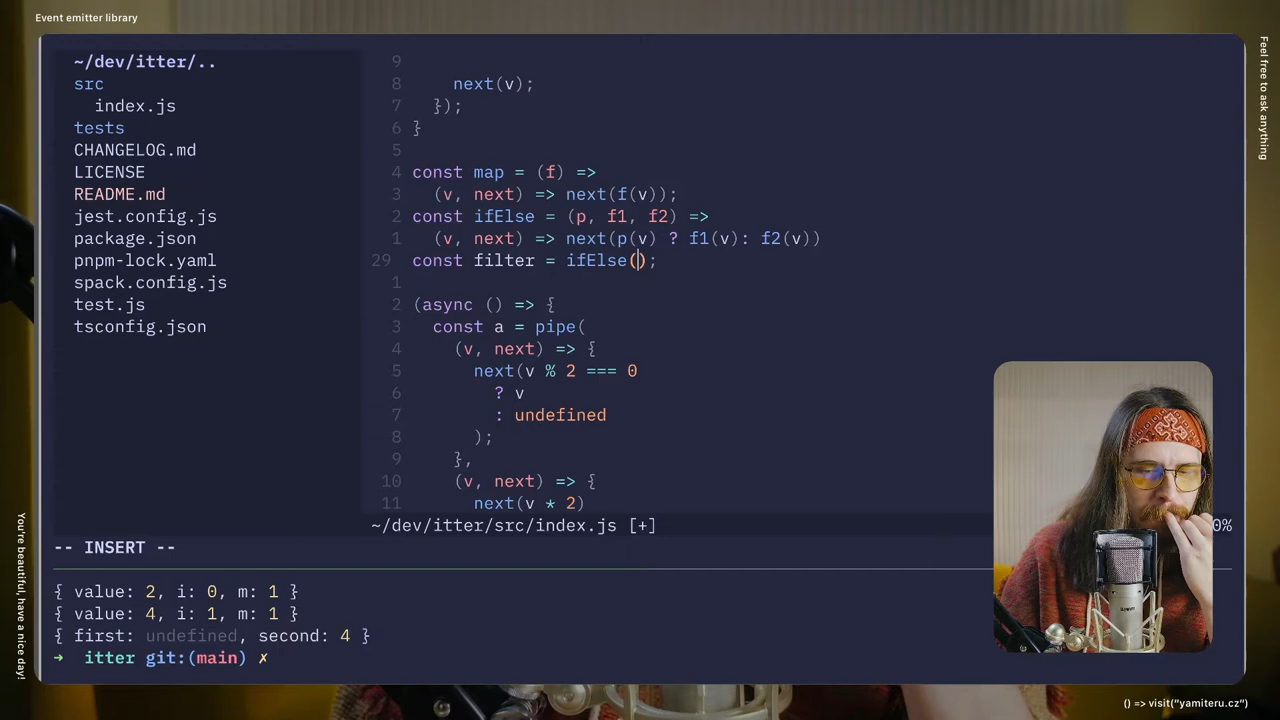 Event emitter library
Feel free to ask anything
~/dev/itter/..
src
index.js
tests
CHANGELOG.md
LICENSE
README.md
jest.config.js
package.json
pnpm-lock.yaml
spack.config.js
test.js
tsconfig.json
9
8 next(v);
7 });
6 }
5
4 const map = (f) =>
3 (v, next) => next(f(v));
2 const ifElse = (p, f1, f2) =>
1 (v, next) => next(p(v) ? f1(v): f2(v))
29 const filter = ifElse();
1
2 (async () => {
3 const a = pipe(
4 (v, next) => {
5 next(v % 2 === 0
6 ? v
7 : undefined
8 );
9 },
10 (v, next) => {
11 next(v * 2)
~/dev/itter/src/index.js [+]
0%
-- INSERT --
{ value: 2, i: 0, m: 1 }
{ value: 4, i: 1, m: 1 }
{ first: undefined, second: 4 }
➜ itter git:(main) ✗
You're beautiful, have a nice day!
() => visit("yamiteru.cz")